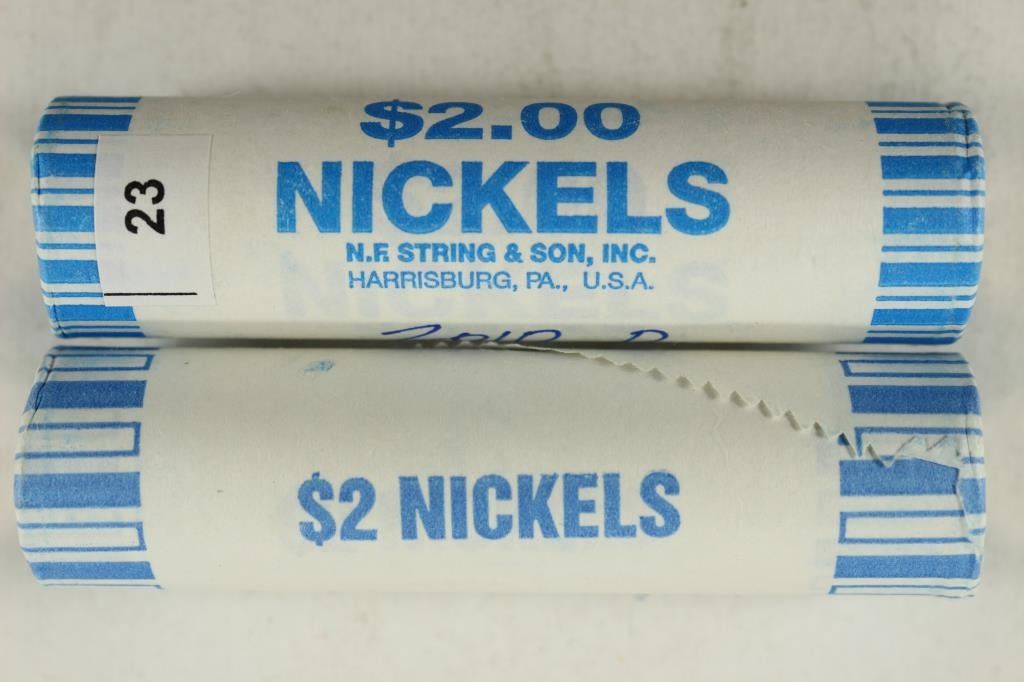 $2.00
NICKELS
N.F. STRING & SON, INC.
HARRISBURG, PA., U.S.A.
23
$2 NICKELS